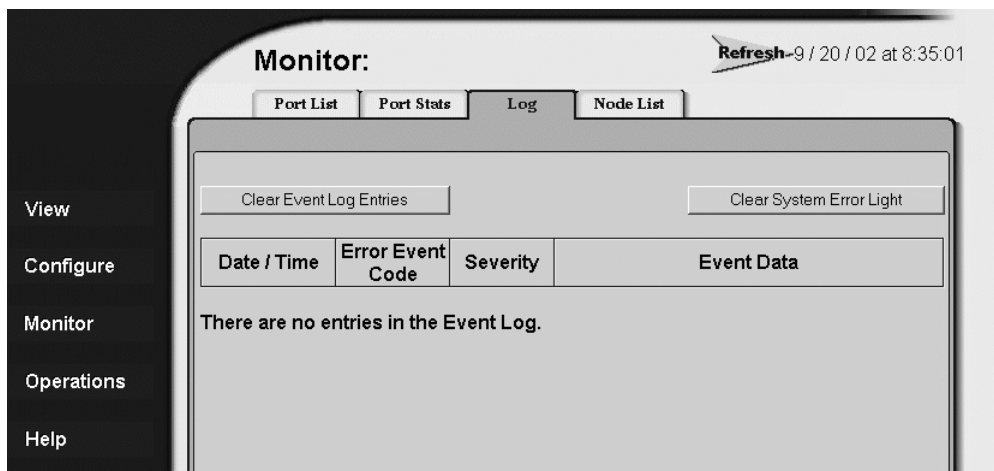 Monitor:
Refresh-9 / 20 / 02 at 8:35:01
Port List
Port Stats
Log
Node List
View
Configure
Monitor
Operations
Help
Clear Event Log Entries
Clear System Error Light
Date / Time
Error Event
Code
Severity
Event Data
There are no entries in the Event Log.